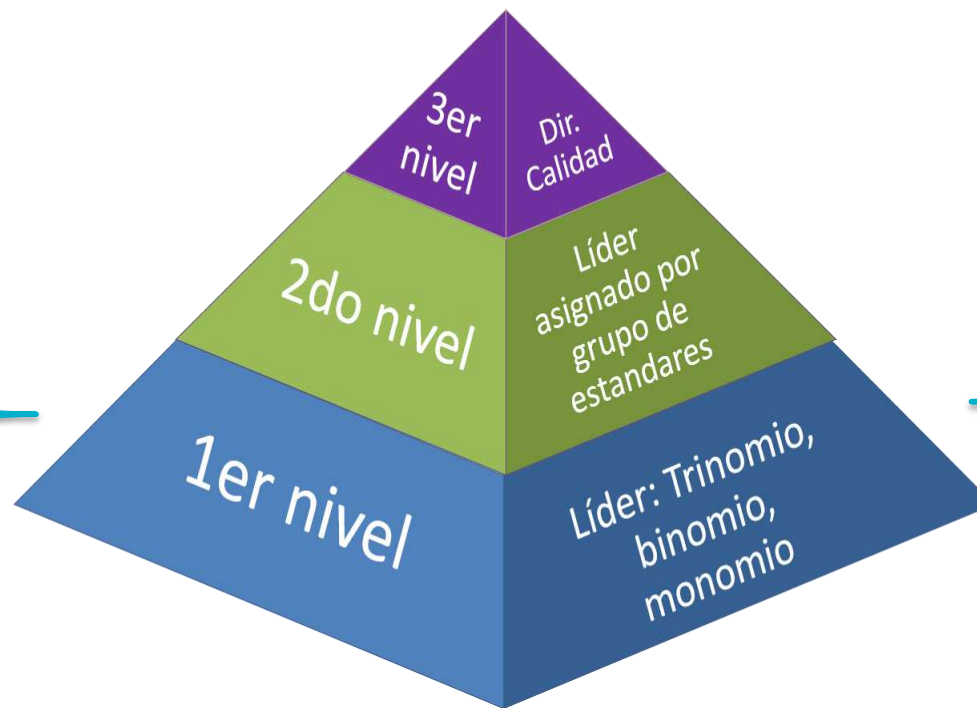 3er
nivel
Dir.
Calidad
2do nivel
Líder
asignado por
grupo de
estandares
1er nivel
Líder: Trinomio,
binomio,
monomio